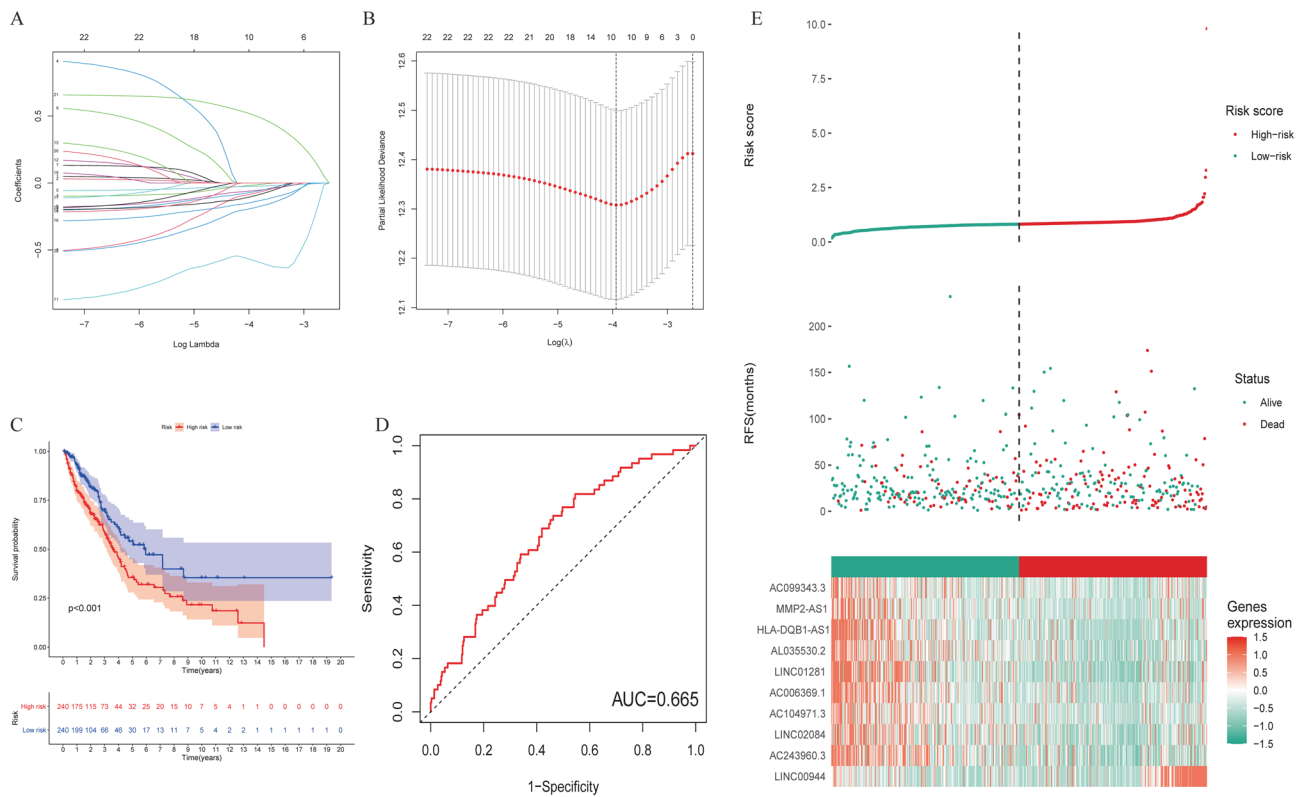 A
22 22 18 11 10 6
4
21
6
15
20
12
7
10
2
5
11
0.5
0.0
−0.5
Coefficients
−7 −6 −5 −4 −3
Log Lambda
B
22 22 22 22 21 21 20 18 14 10 10 9 6 3 0
12.6
12.5
12.4
12.3
12.2
12.1
Partial Likelihood Deviance
−7 −6 −5 −4 −3
Log(λ)
C
Risk High risk Low risk
1.00
0.75
0.50
0.25
0.00
Survival probability
p<0.001
0 1 2 3 4 5 6 7 8 9 10 11 12 13 14 15 16 17 18 19 20
Time(years)
Risk
High risk 240 175 115 73 44 32 25 20 15 10 7 5 4 1 1 0 0 0 0 0 0
Low risk 240 199 104 66 46 30 17 13 11 7 5 4 2 2 1 1 1 1 1 1 0
0 1 2 3 4 5 6 7 8 9 10 11 12 13 14 15 16 17 18 19 20
Time(years)
D
1.0
0.8
0.6
0.4
0.2
0.0
Sensitivity
AUC=0.665
0.0 0.2 0.4 0.6 0.8 1.0
1−Specificity
E
10.0
7.5
5.0
2.5
0.0
Risk score
Risk score
High−risk
Low−risk
200
150
100
50
0
RFS(months)
Status
Alive
Dead
AC099343.3
MMP2-AS1
HLA-DQB1-AS1
AL035530.2
LINC01281
AC006369.1
AC104971.3
LINC02084
AC243960.3
LINC00944
Genes
expression
1.5
1.0
0.5
0.0
−0.5
−1.0
−1.5